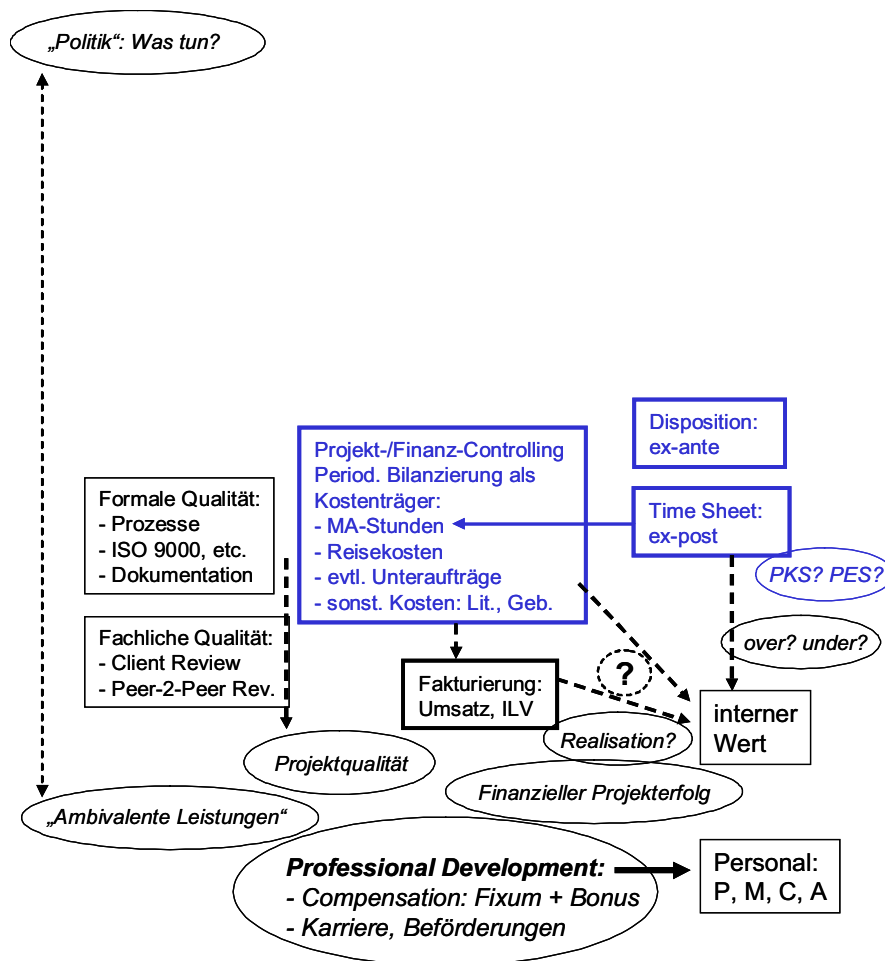 „Politik“: Was tun?
Disposition:
ex-ante
Projekt-/Finanz-Controlling
Period. Bilanzierung als
Kostenträger:
- MA-Stunden
- Reisekosten
- evtl. Unteraufträge
- sonst. Kosten: Lit., Geb.
Formale Qualität:
- Prozesse
- ISO 9000, etc.
- Dokumentation
Time Sheet:
ex-post
PKS? PES?
Fachliche Qualität:
- Client Review
- Peer-2-Peer Rev.
over? under?
?
Fakturierung:
Umsatz, ILV
interner
Wert
Realisation?
Projektqualität
Finanzieller Projekterfolg
„Ambivalente Leistungen“
Professional Development:
- Compensation: Fixum + Bonus
- Karriere, Beförderungen
Personal:
P, M, C, A